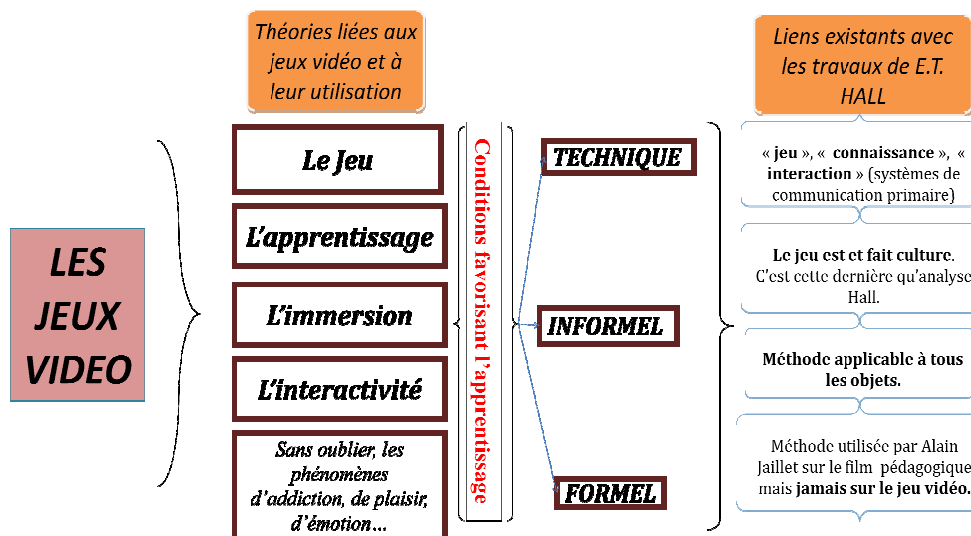 Théories liées aux
jeux vidéo et à
leur utilisation
Liens existants avec
les travaux de E.T.
HALL
LES
JEUX
VIDEO
Le Jeu
L'apprentissage
L'immersion
L'interactivité
Sans oublier, les
phénomènes
d'addiction, de plaisir,
d'émotion...
Conditions favorisant l'apprentissage
TECHNIQUE
INFORMEL
FORMEL
« jeu », « connaissance », «
interaction » (systèmes de
communication primaire)
Le jeu est et fait culture.
C'est cette dernière qu'analyse
Hall.
Méthode applicable à tous
les objets.
Méthode utilisée par Alain
Jaillet sur le film pédagogique
mais jamais sur le jeu vidéo.